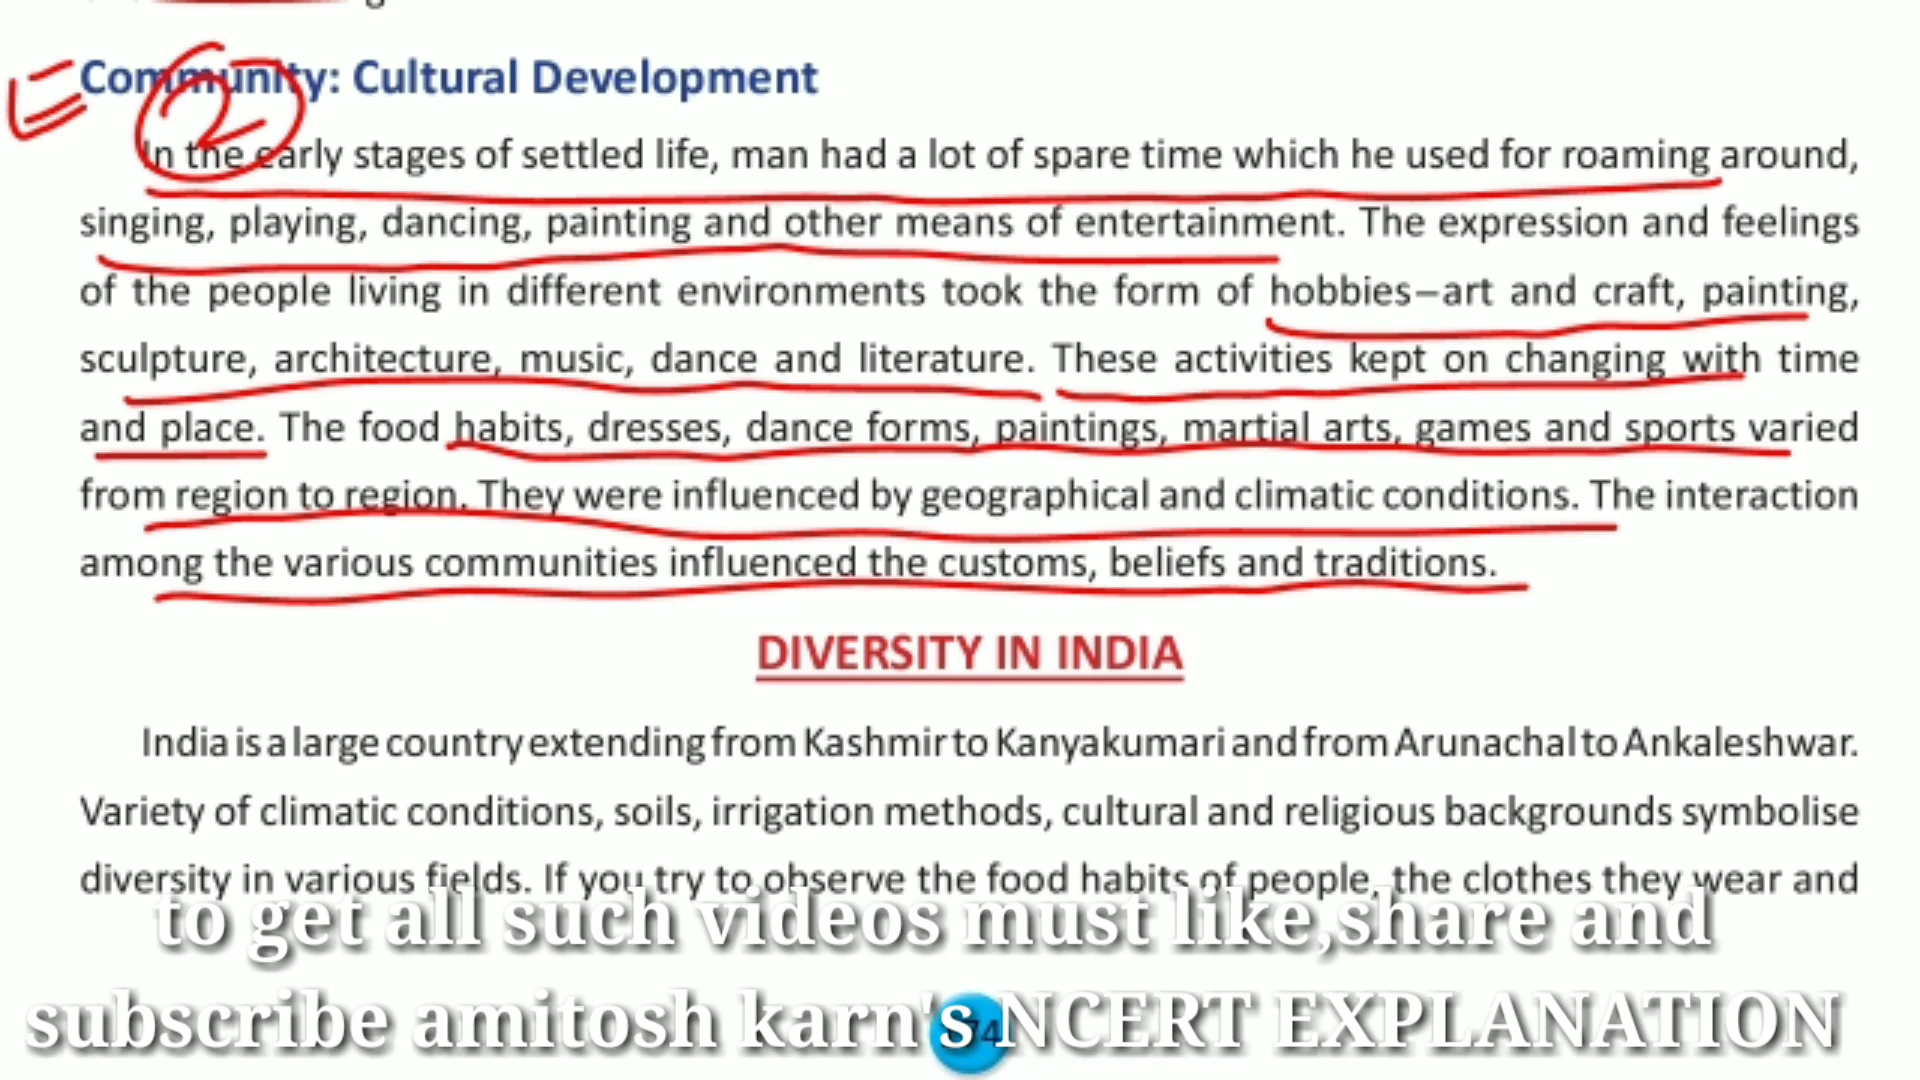 Community: Cultural Development
2
In the early stages of settled life, man had a lot of spare time which he used for roaming around,
singing, playing, dancing, painting and other means of entertainment. The expression and feelings
of the people living in different environments took the form of hobbies–art and craft, painting,
sculpture, architecture, music, dance and literature. These activities kept on changing with time
and place. The food habits, dresses, dance forms, paintings, martial arts, games and sports varied
from region to region. They were influenced by geographical and climatic conditions. The interaction
among the various communities influenced the customs, beliefs and traditions.
DIVERSITY IN INDIA
India is a large country extending from Kashmir to Kanyakumari and from Arunachal to Ankaleshwar.
Variety of climatic conditions, soils, irrigation methods, cultural and religious backgrounds symbolise
diversity in various fields. If you try to observe the food habits of people, the clothes they wear and
to get all such videos must like,share and
subscribe amitosh karn's NCERT EXPLANATION